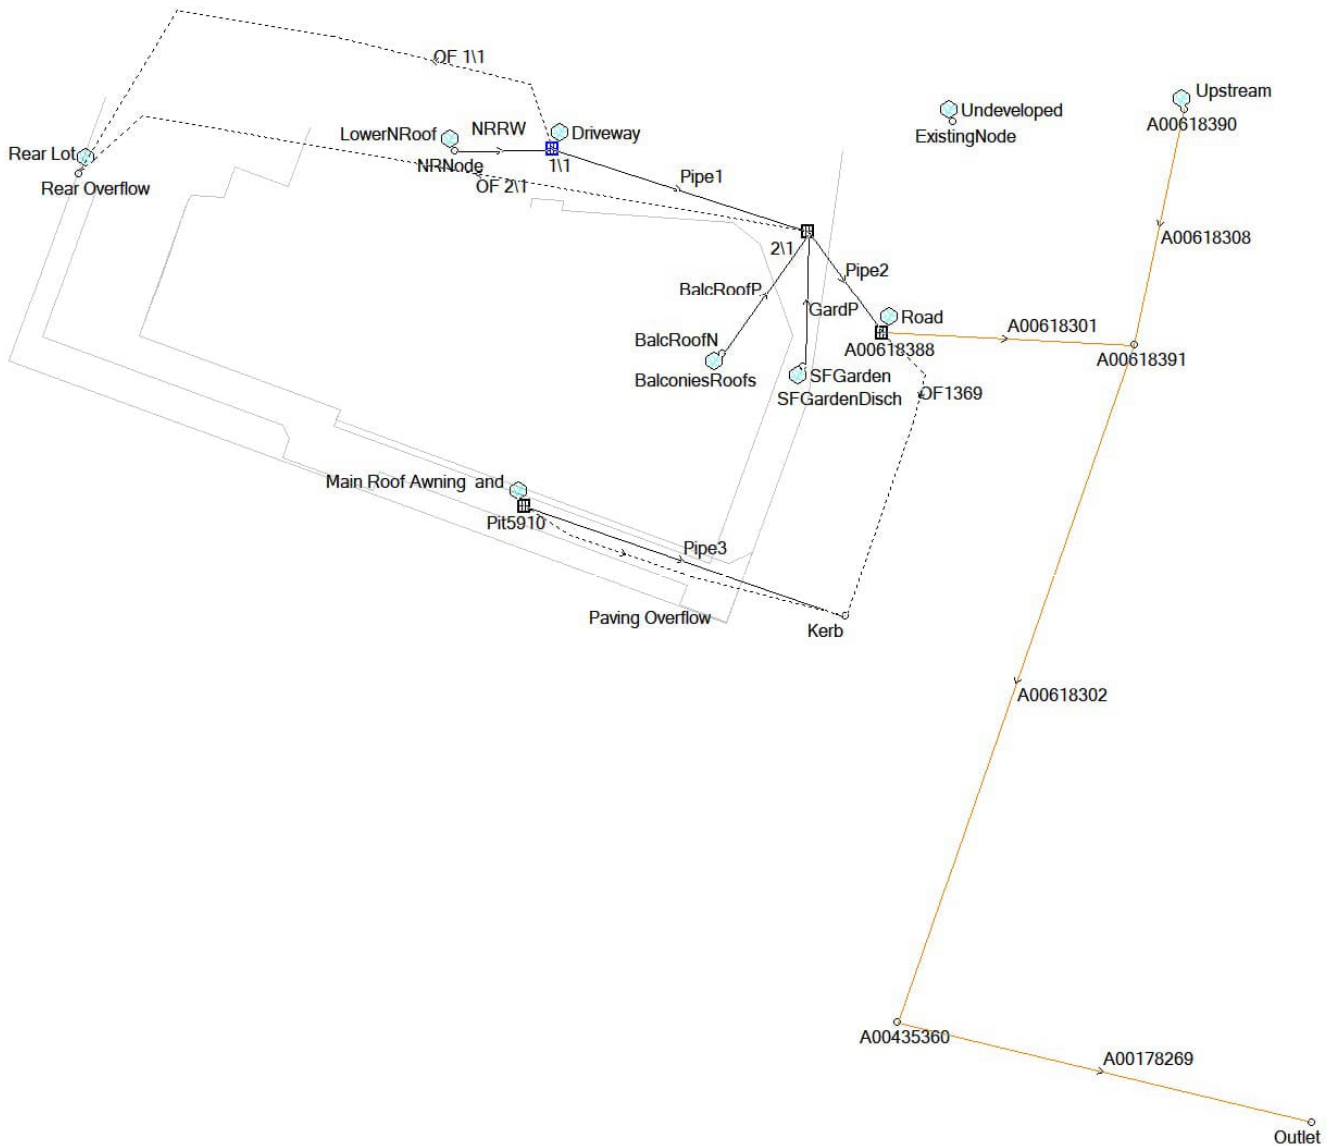 OF 1\1
Upstream
Undeveloped
A00618390
ExistingNode
NRRW
LowerNRoof
Driveway
Rear Lot
NRNode
1\1
Rear Overflow
OF 2\1
Pipe1
A00618308
2\1
Pipe2
BalcRoofP
GardP
Road
A00618301
BalcRoofN
A00618388
A00618391
BalconiesRoofs
SFGarden
SFGardenDisch
OF1369
Main Roof Awning and
Pit5910
Pipe3
Paving Overflow
Kerb
A00618302
A00435360
A00178269
Outlet